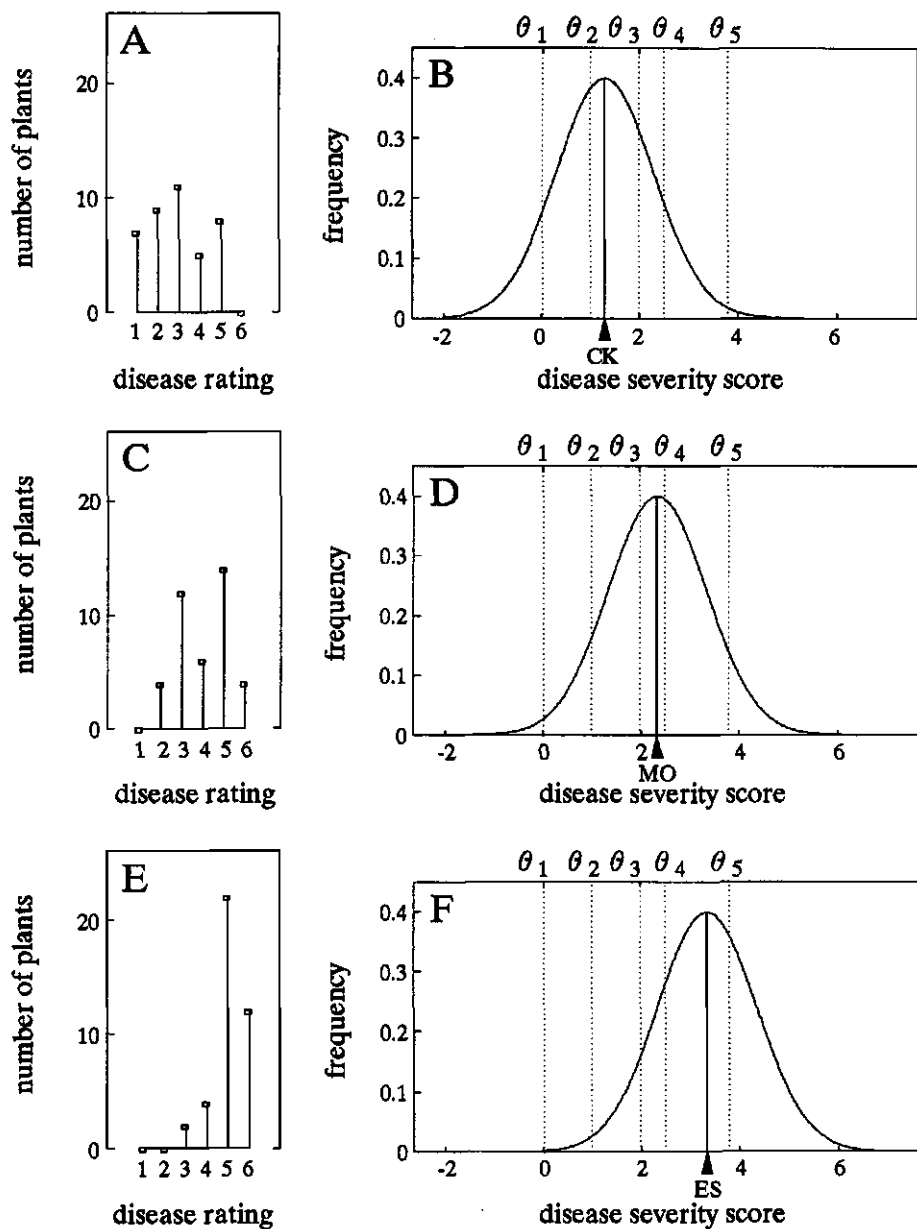 A
number of plants
20
10
0
1 2 3 4 5 6
disease rating
θ1 θ2 θ3 θ4 θ5
B
frequency
0.4
0.3
0.2
0.1
0
-2 0 2 4 6
CK
disease severity score
C
number of plants
20
10
0
1 2 3 4 5 6
disease rating
θ1 θ2 θ3 θ4 θ5
D
frequency
0.4
0.3
0.2
0.1
0
-2 0 2 4 6
MO
disease severity score
E
number of plants
20
10
0
1 2 3 4 5 6
disease rating
θ1 θ2 θ3 θ4 θ5
F
frequency
0.4
0.3
0.2
0.1
0
-2 0 2 4 6
ES
disease severity score